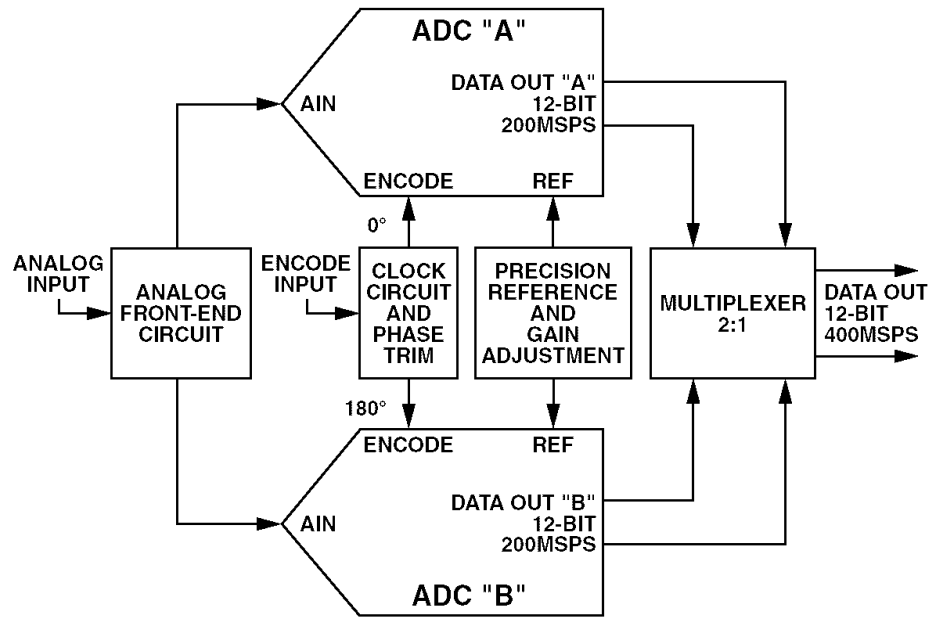 ADC "A"
AIN
DATA OUT "A"
12-BIT
200MSPS
ENCODE
REF
0°
ANALOG
INPUT
ANALOG
FRONT-END
CIRCUIT
ENCODE
INPUT
CLOCK
CIRCUIT
AND
PHASE
TRIM
PRECISION
REFERENCE
AND
GAIN
ADJUSTMENT
MULTIPLEXER
2:1
DATA OUT
12-BIT
400MSPS
180°
ENCODE
REF
AIN
DATA OUT "B"
12-BIT
200MSPS
ADC "B"